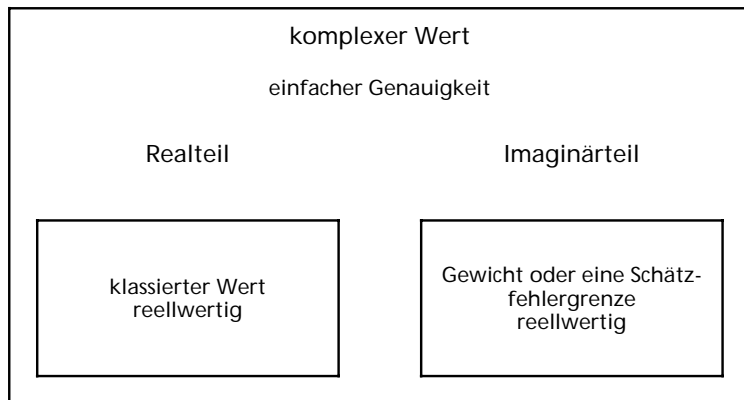 komplexer Wert
einfacher Genauigkeit
Realteil
Imaginärteil
klassierter Wert
reellwertig
Gewicht oder eine Schätz-
fehlergrenze
reellwertig